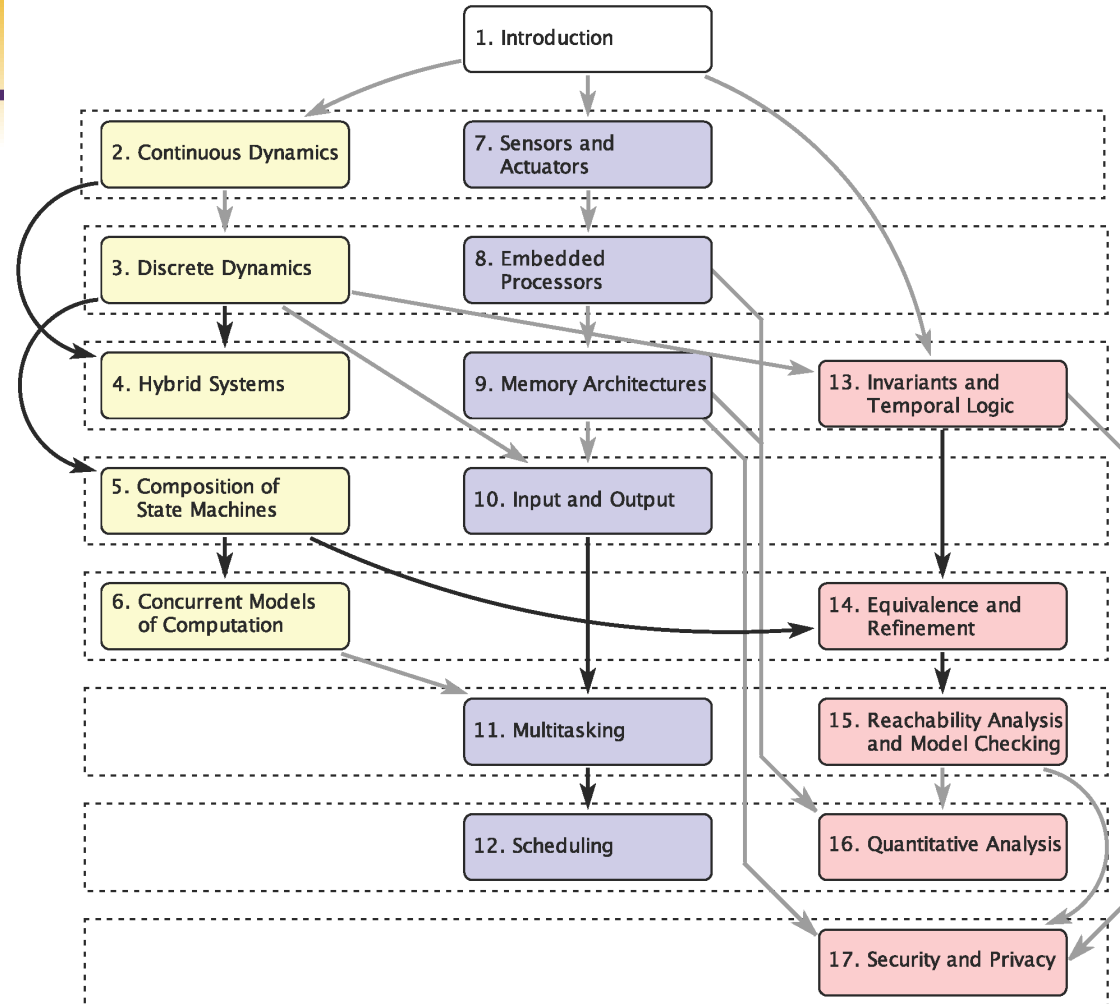 1. Introduction
2. Continuous Dynamics
7. Sensors and
Actuators
3. Discrete Dynamics
8. Embedded
Processors
4. Hybrid Systems
9. Memory Architectures
13. Invariants and
Temporal Logic
5. Composition of
State Machines
10. Input and Output
6. Concurrent Models
of Computation
14. Equivalence and
Refinement
11. Multitasking
15. Reachability Analysis
and Model Checking
12. Scheduling
16. Quantitative Analysis
17. Security and Privacy